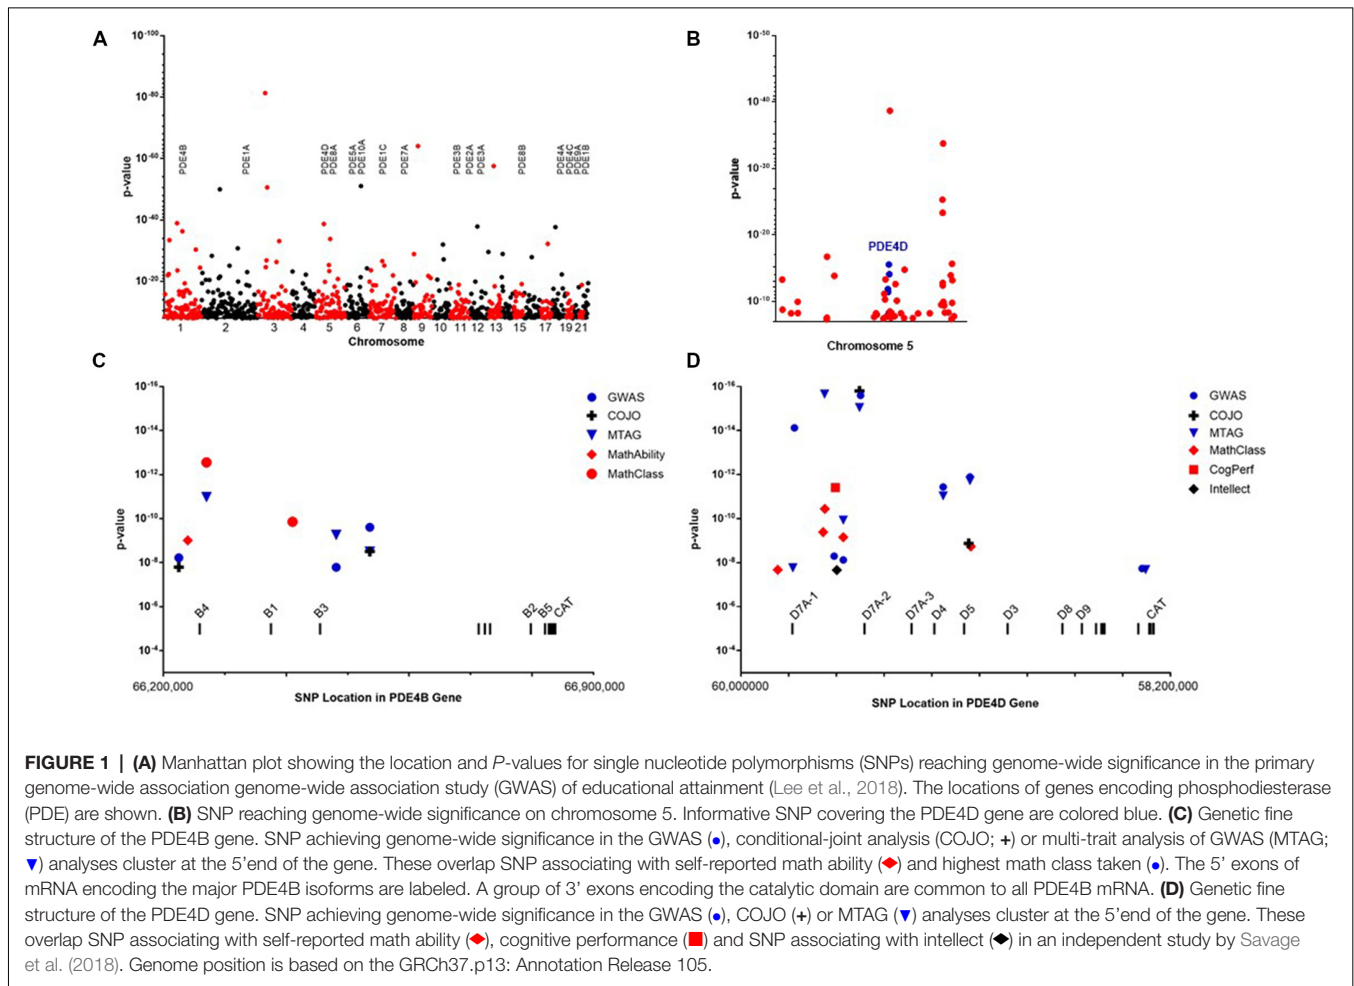 A
B
10-100
10-80
10-60
10-40
10-20
p-value
PDE4B
PDE1A
PDE4D
PDE8A
PDE5A
PDE10A
PDE1C
PDE7A
PDE3B
PDE2A
PDE3A
PDE8B
PDE4A
PDE4C
PDE9A
PDE1B
1 2 3 4 5 6 7 8 9 10 11 12 13 15 17 19 21
Chromosome
10-50
10-40
10-30
10-20
10-10
p-value
PDE4D
Chromosome 5
C
D
10-16
10-14
10-12
10-10
10-8
10-6
10-4
p-value
GWAS
COJO
MTAG
MathAbility
MathClass
B4 B1 B3 B2 B5 CAT
66,200,000 66,900,000
SNP Location in PDE4B Gene
10-16
10-14
10-12
10-10
10-8
10-6
10-4
p-value
GWAS
COJO
MTAG
MathClass
CogPerf
Intellect
D7A-1 D7A-2 D7A-3 D4 D5 D3 D8 D9 CAT
60,000000 58,200,000
SNP Location in PDE4D Gene
FIGURE 1 | (A) Manhattan plot showing the location and P-values for single nucleotide polymorphisms (SNPs) reaching genome-wide significance in the primary
genome-wide association genome-wide association study (GWAS) of educational attainment (Lee et al., 2018). The locations of genes encoding phosphodiesterase
(PDE) are shown. (B) SNP reaching genome-wide significance on chromosome 5. Informative SNP covering the PDE4D gene are colored blue. (C) Genetic fine
structure of the PDE4B gene. SNP achieving genome-wide significance in the GWAS (●), conditional-joint analysis (COJO; +) or multi-trait analysis of GWAS (MTAG;
▼) analyses cluster at the 5'end of the gene. These overlap SNP associating with self-reported math ability (◆) and highest math class taken (●). The 5' exons of
mRNA encoding the major PDE4B isoforms are labeled. A group of 3' exons encoding the catalytic domain are common to all PDE4B mRNA. (D) Genetic fine
structure of the PDE4D gene. SNP achieving genome-wide significance in the GWAS (●), COJO (+) or MTAG (▼) analyses cluster at the 5'end of the gene. These
overlap SNP associating with self-reported math ability (◆), cognitive performance (■) and SNP associating with intellect (◆) in an independent study by Savage
et al. (2018). Genome position is based on the GRCh37.p13: Annotation Release 105.